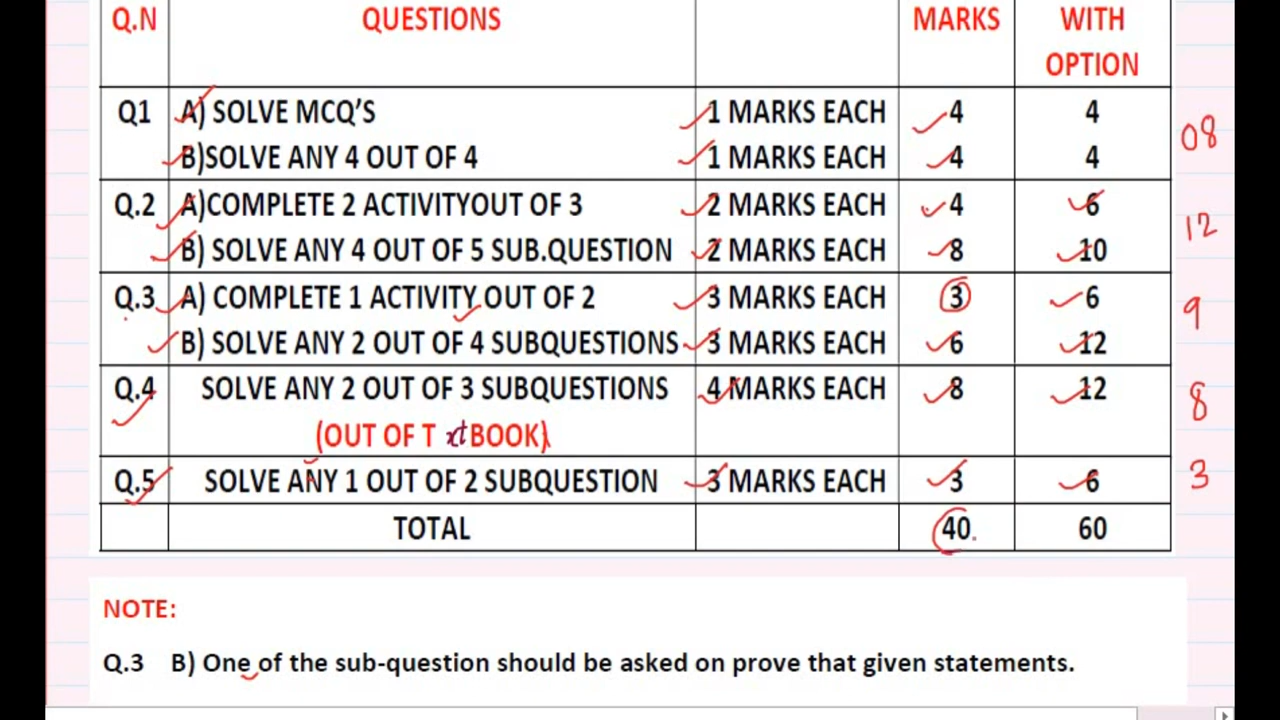 Q.N QUESTIONS MARKS WITH OPTION
Q1 A) SOLVE MCQ'S 1 MARKS EACH 4 4
B)SOLVE ANY 4 OUT OF 4 1 MARKS EACH 4 4
08
Q.2 A)COMPLETE 2 ACTIVITYOUT OF 3 2 MARKS EACH 4 6
B) SOLVE ANY 4 OUT OF 5 SUB.QUESTION 2 MARKS EACH 8 10
12
Q.3 A) COMPLETE 1 ACTIVITY OUT OF 2 3 MARKS EACH 3 6
B) SOLVE ANY 2 OUT OF 4 SUBQUESTIONS 3 MARKS EACH 6 12
9
Q.4 SOLVE ANY 2 OUT OF 3 SUBQUESTIONS 4 MARKS EACH 8 12
8
(OUT OF T xt BOOK)
Q.5 SOLVE ANY 1 OUT OF 2 SUBQUESTION 3 MARKS EACH 3 6
3
TOTAL 40 60
NOTE:
Q.3 B) One of the sub-question should be asked on prove that given statements.